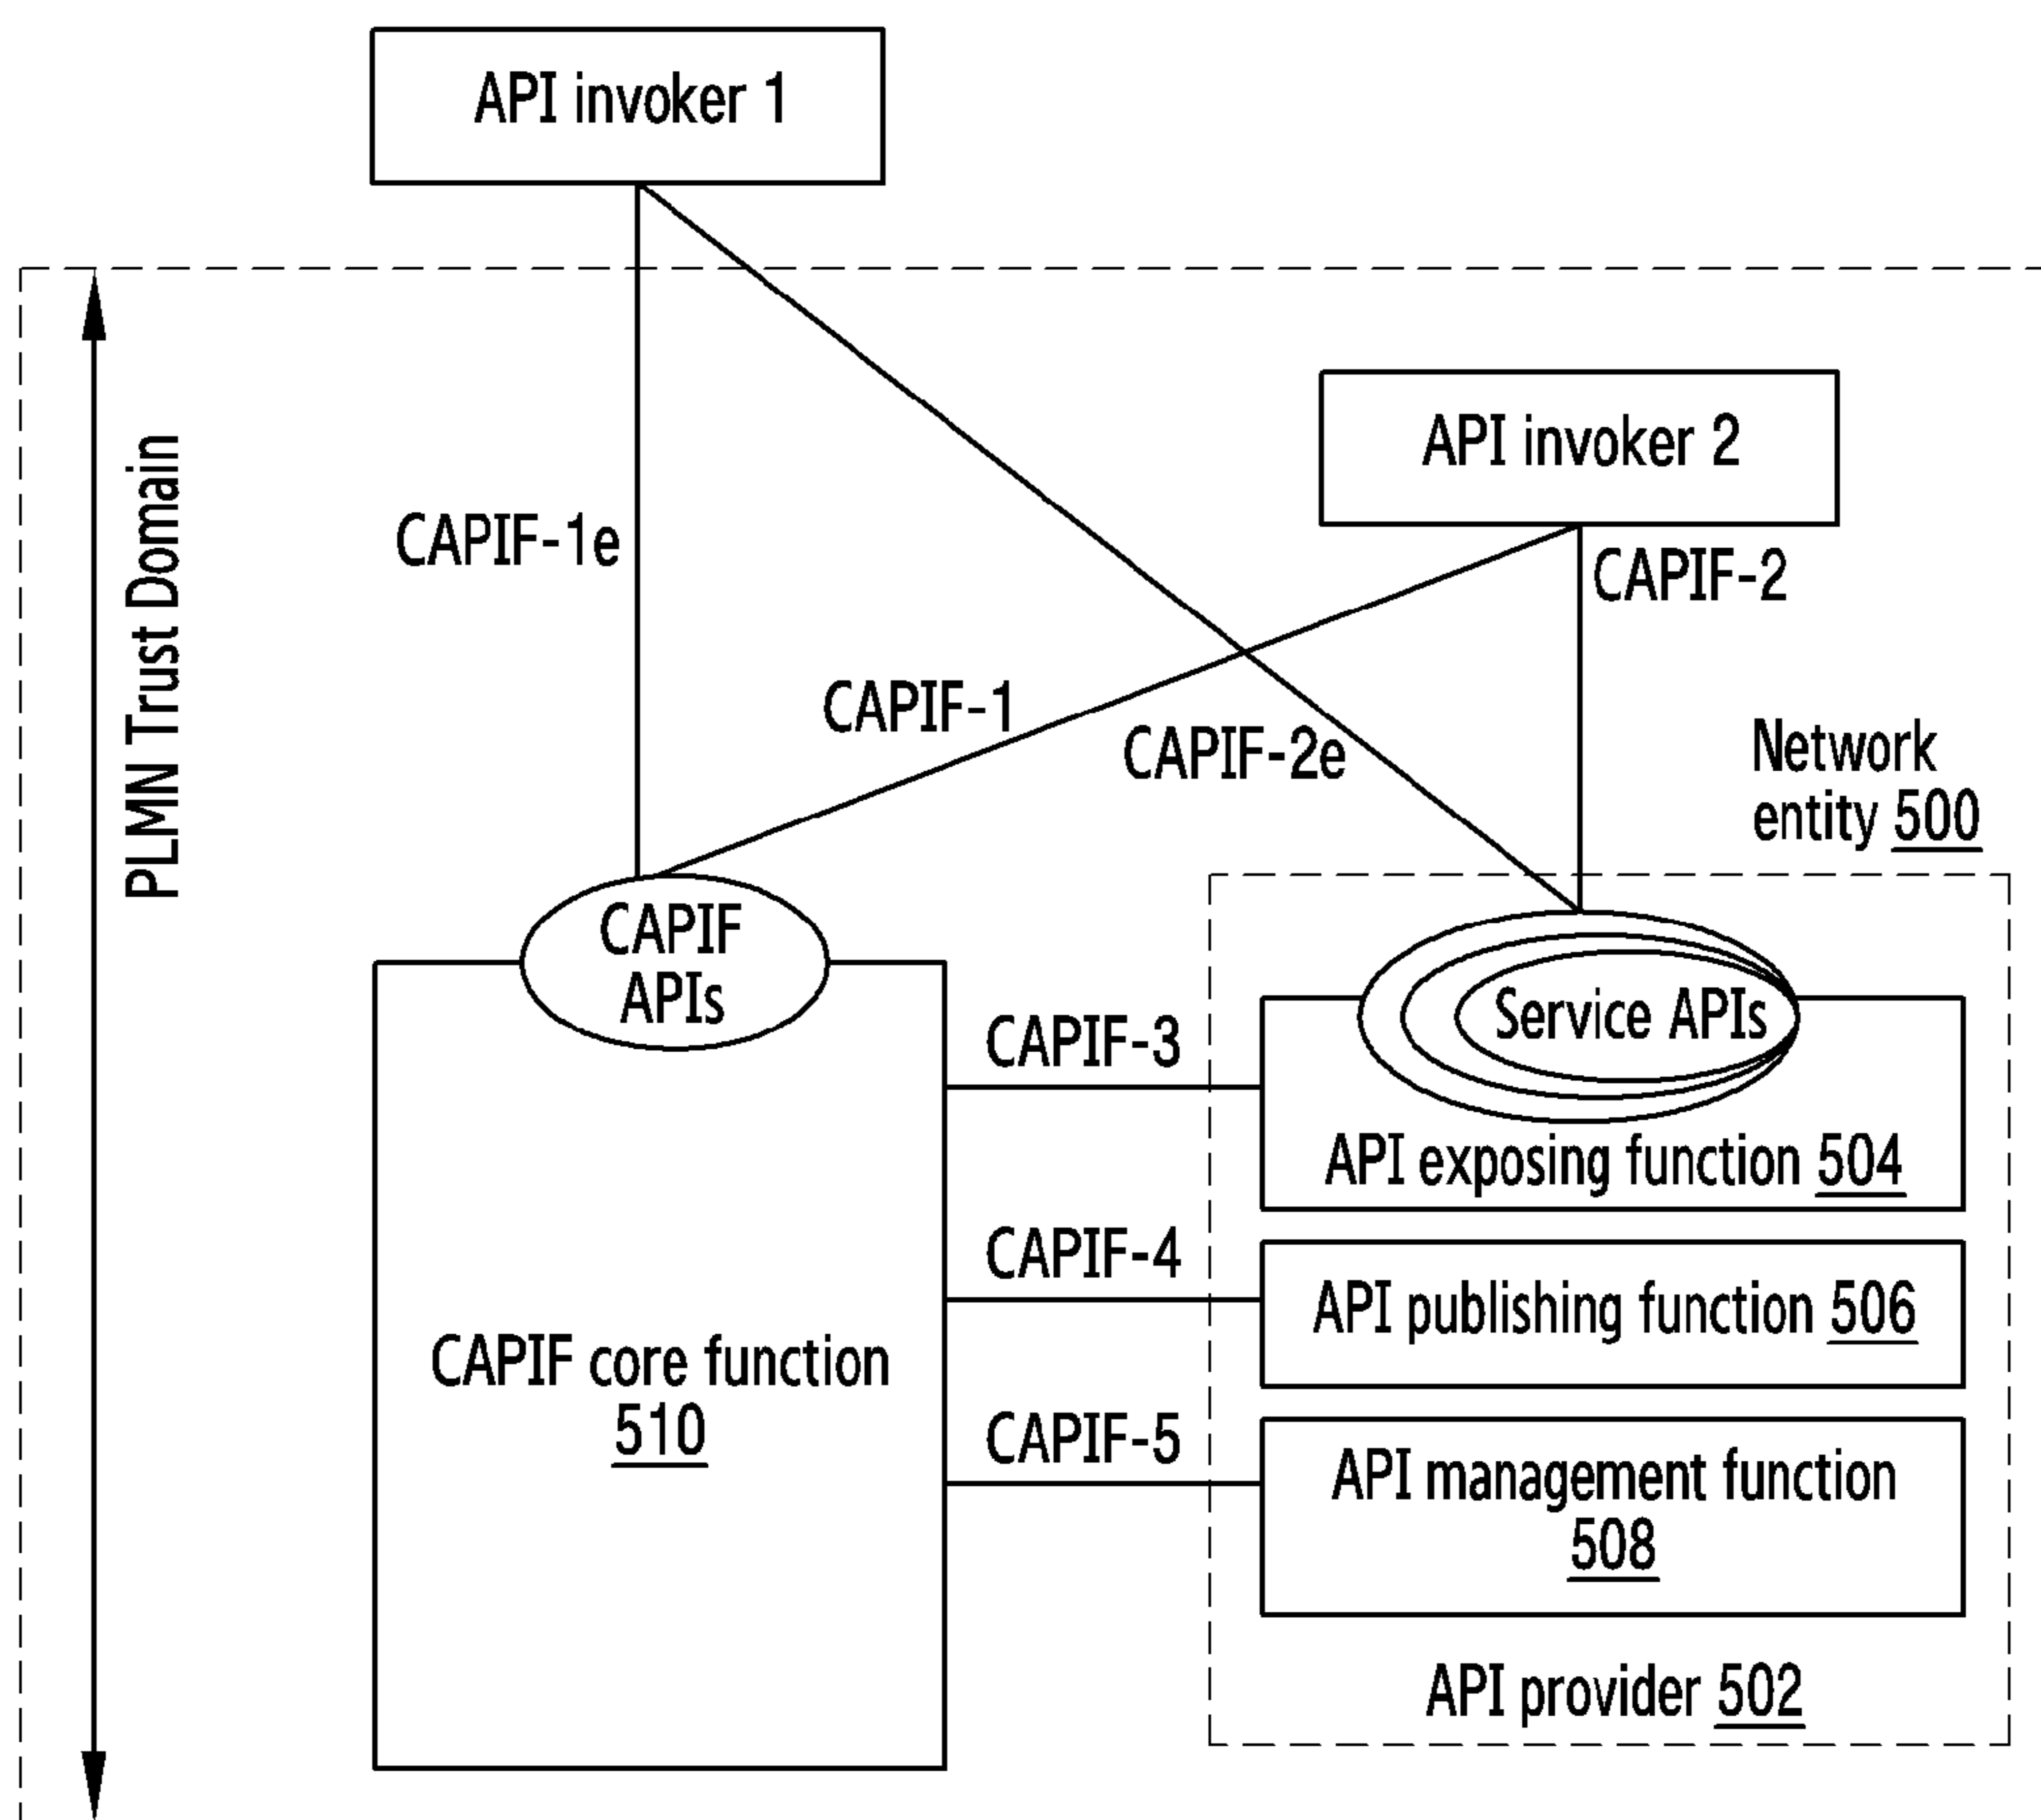 API invoker 1
PLMN Trust Domain
API invoker 2
CAPIF-1e
CAPIF-2
CAPIF-1
CAPIF-2e
Network
entity 500
CAPIF
APIs
Service APIs
CAPIF-3
API exposing function 504
CAPIF-4
API publishing function 506
CAPIF core function
510
CAPIF-5
API management function
508
API provider 502